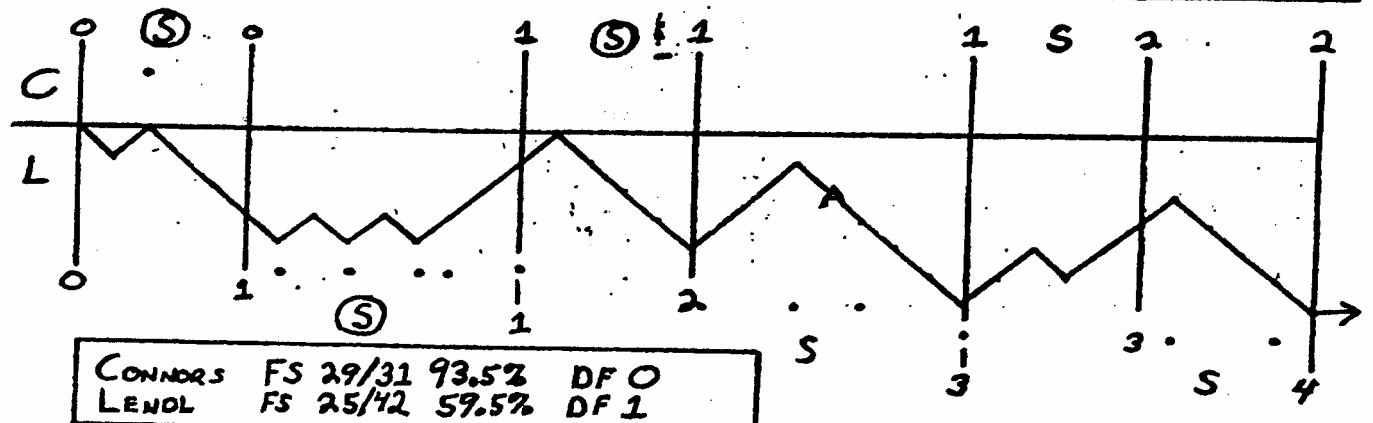 0 S 0 1 S 1 1 S 2 2
C
L
A
0 1 1 2 3 3 4
S S S
CONNORS FS 29/31 93.5% DF 0
LENDL FS 25/42 59.5% DF 1